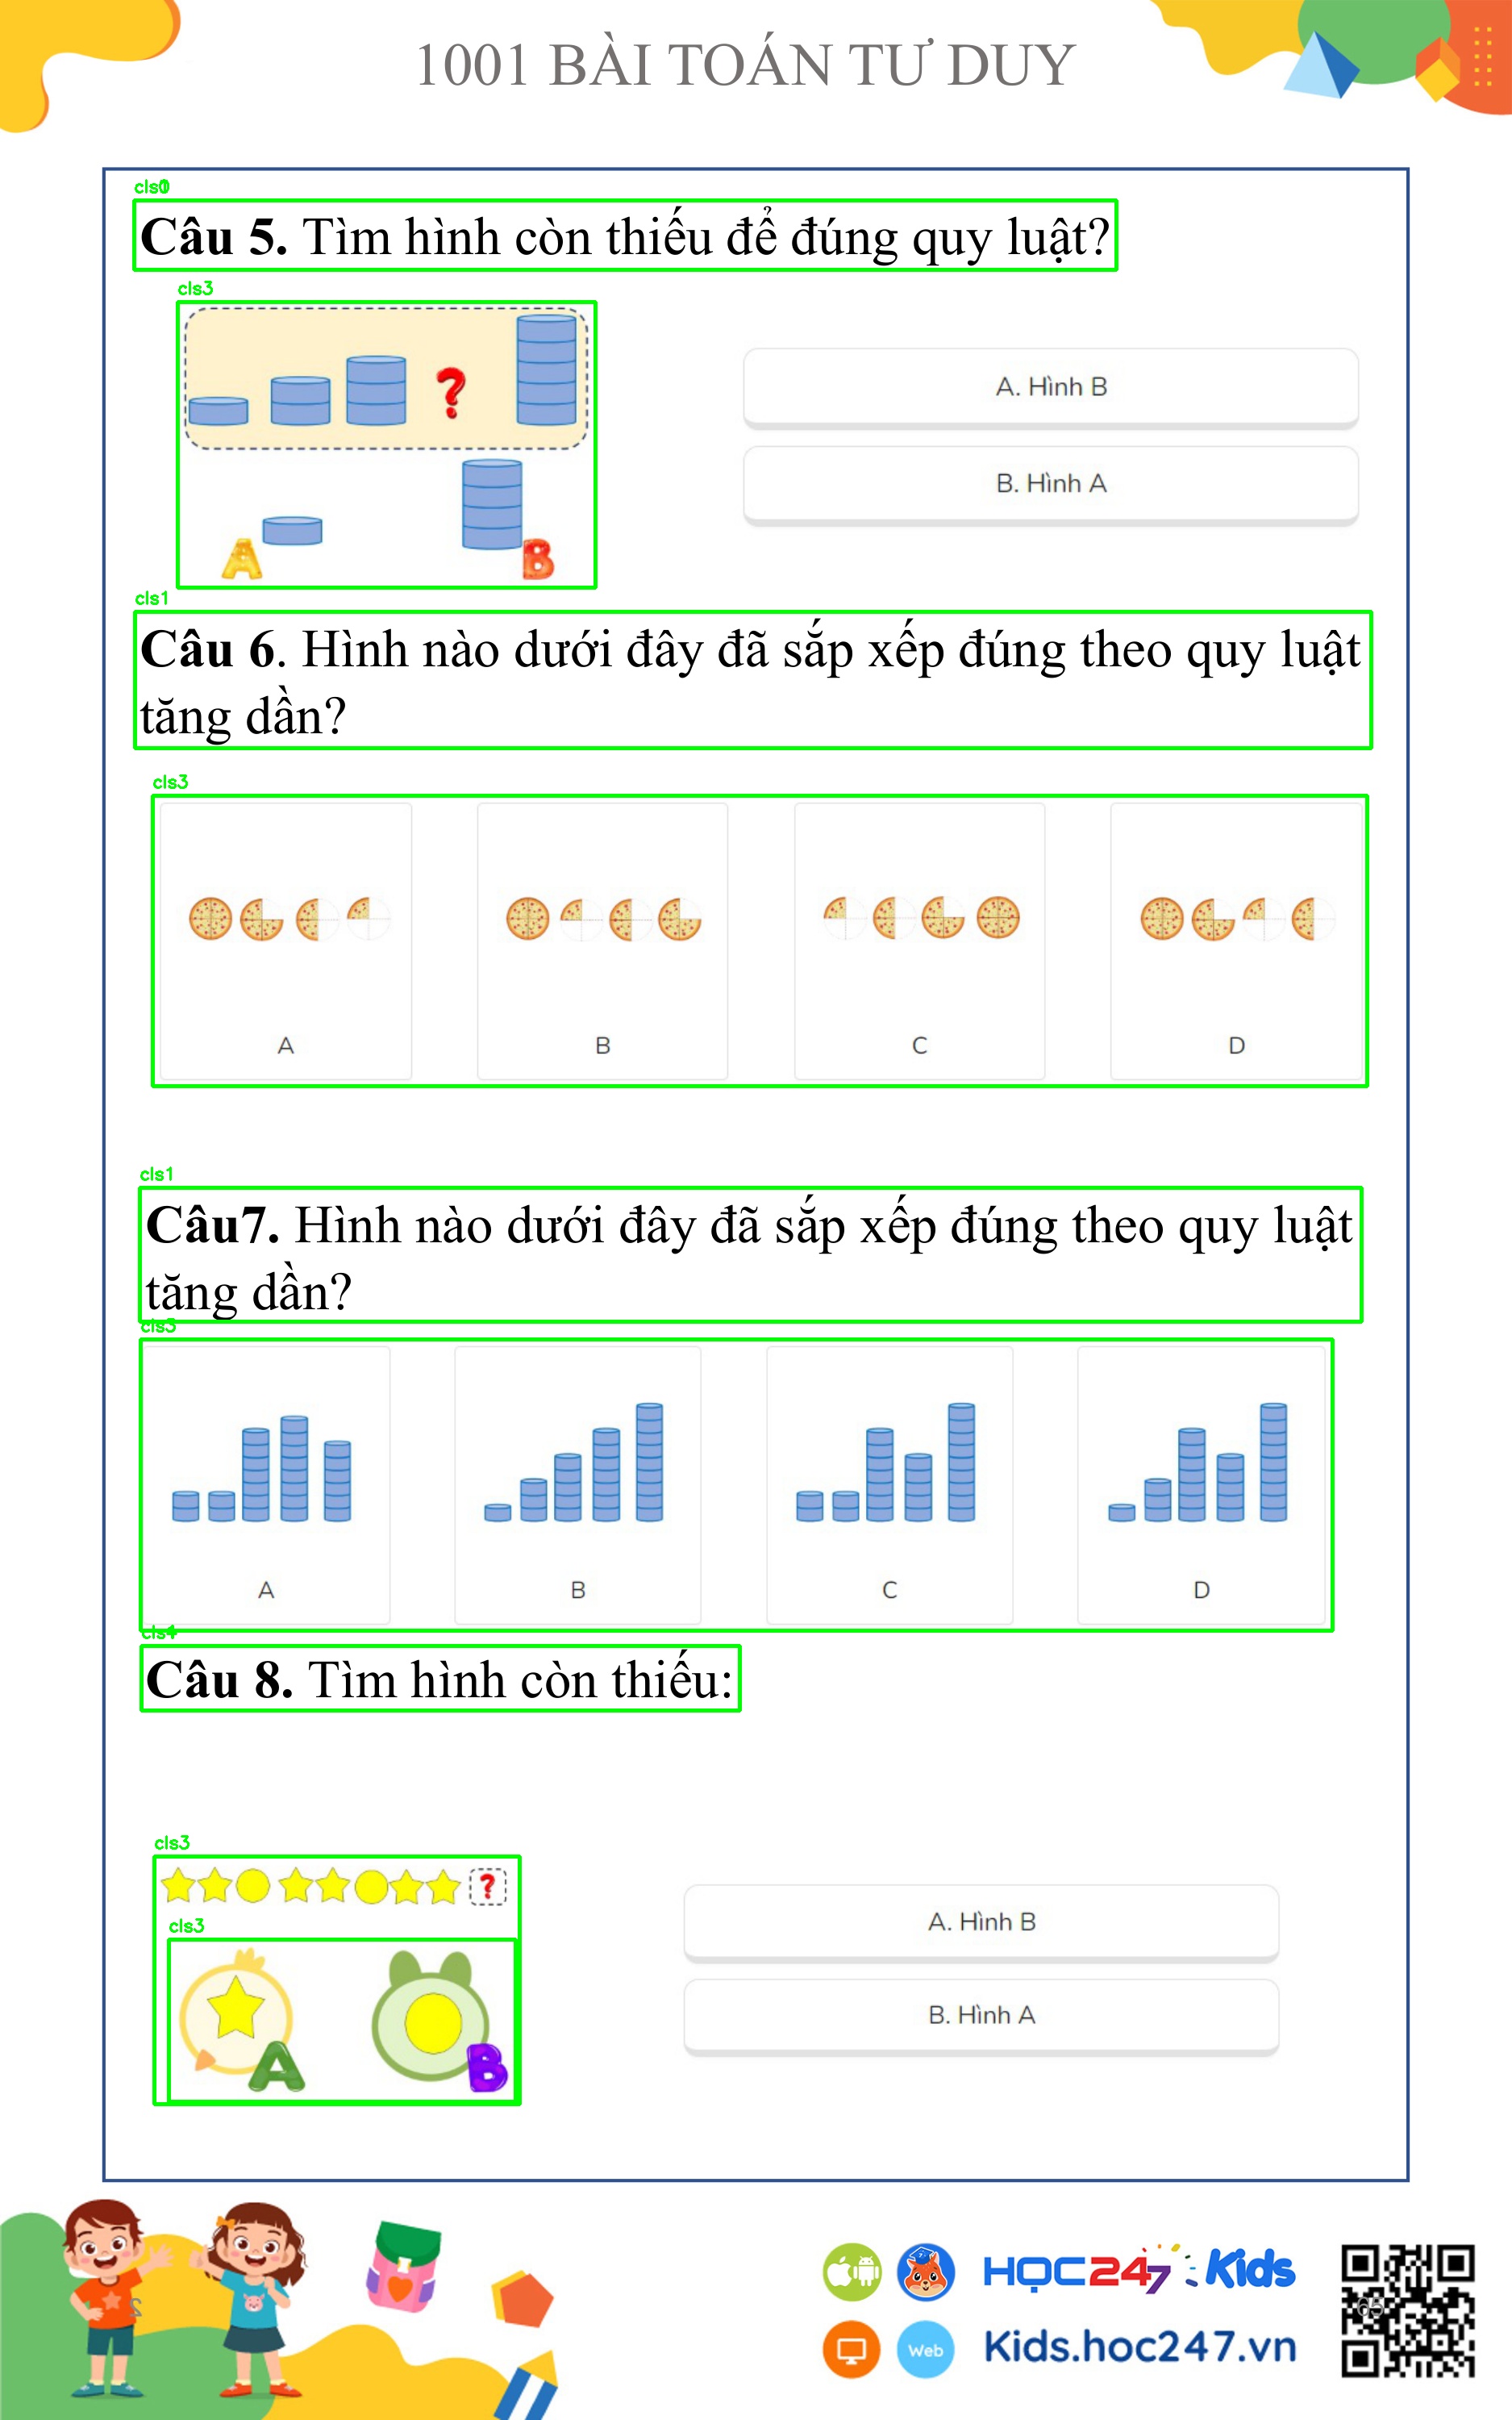 1001 BÀI TOÁN TƯ DUY
cls0
Câu 5. Tìm hình còn thiếu để đúng quy luật?
cls3
?
A. Hình B
B. Hình A
A B
cls1
Câu 6. Hình nào dưới đây đã sắp xếp đúng theo quy luật
tăng dần?
cls3
A B C D
cls1
Câu7. Hình nào dưới đây đã sắp xếp đúng theo quy luật
tăng dần?
cls3
A B C D
Câu 8. Tìm hình còn thiếu:
cls3
?
cls3
A B
A. Hình B
B. Hình A
HỌC247 Kids
Web Kids.hoc247.vn
65
2